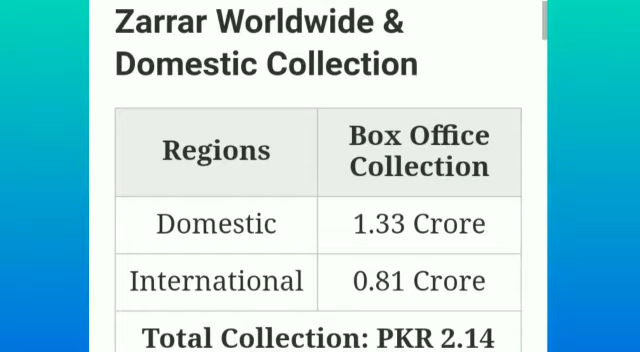 Zarrar Worldwide &
Domestic Collection
Regions
Box Office
Collection
Domestic
1.33 Crore
International
0.81 Crore
Total Collection: PKR 2.14